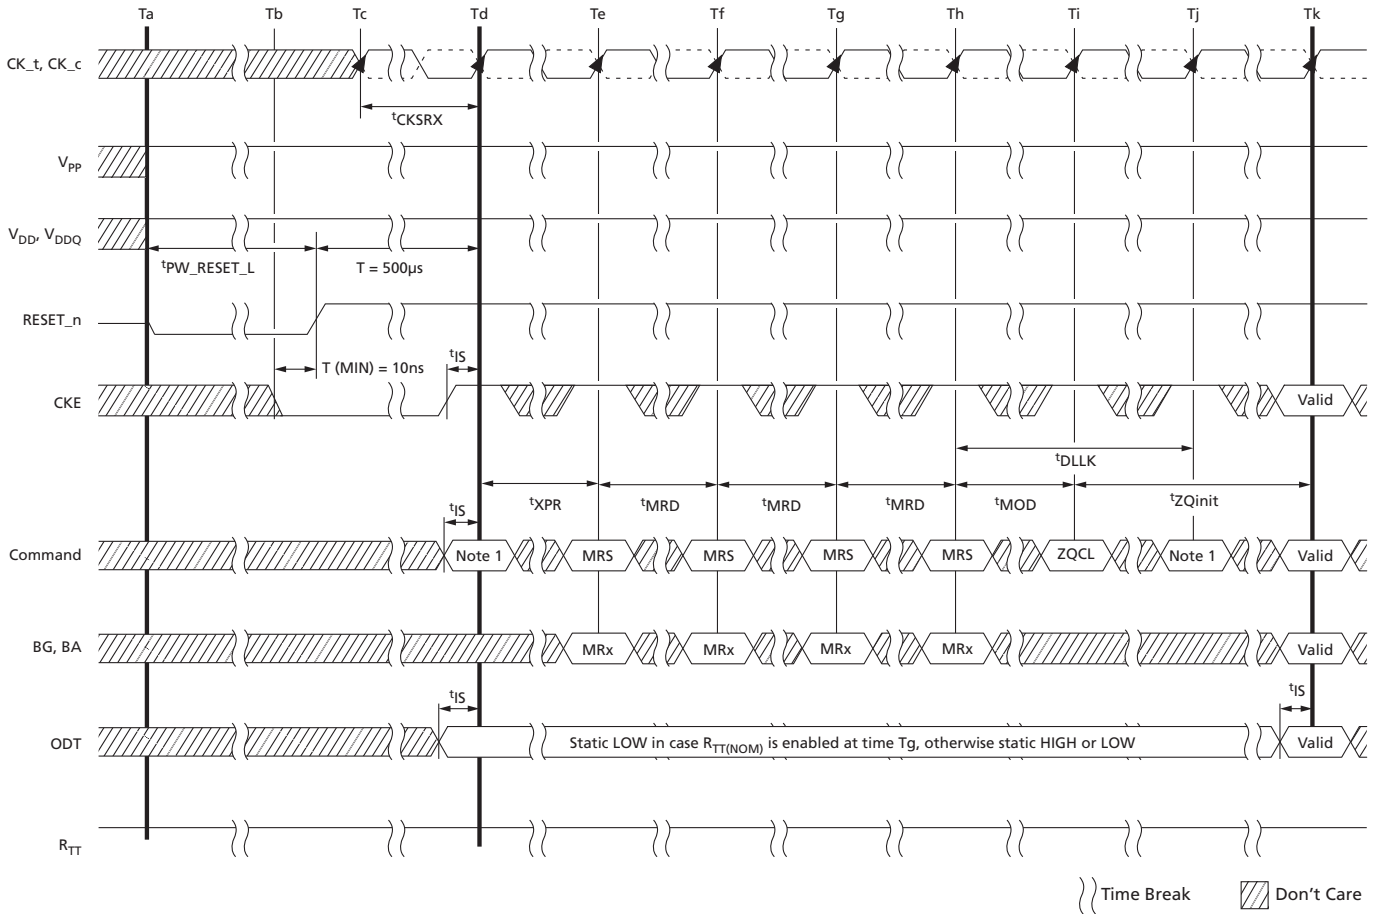 Ta Tb Tc Td Te Tf Tg Th Ti Tj Tk
CK_t, CK_c
tCKSRX
VPP
VDD, VDDQ
tPW_RESET_L T = 500µs
RESET_n
T (MIN) = 10ns tIS
CKE Valid
tDLLK
tXPR tMRD tMRD tMRD tMOD tZQinit
tIS
Command Note 1 MRS MRS MRS MRS ZQCL Note 1 Valid
BG, BA MRx MRx MRx MRx Valid
tIS tIS
ODT Static LOW in case RTT(NOM) is enabled at time Tg, otherwise static HIGH or LOW Valid
RTT
Time Break Don't Care